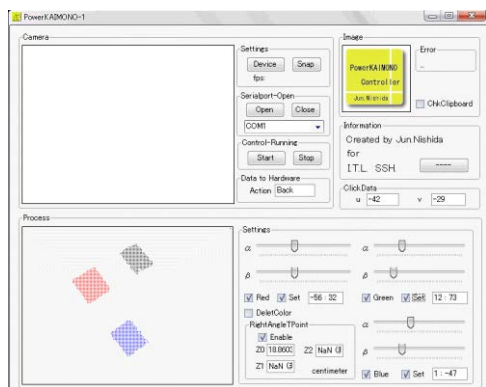 PowerKAIMONO-1
Camera
Settings
Device Snap
fps:
Serialport-Open
Open Close
COM1
Control-Running
Start Stop
Data to Hardware
Action Back
Image
PowerKAIMONO
Controller
Jun.Nishida
Error
_
ChkClipboard
Information
Created by Jun.Nishida
for
I.T.L. SSH. ----
ClickData
u -42 v -29
Process
Settings
α α
β β
Red Set -56 : 32 Green Set 12 : 73
DeletColor
RightAngleTPoint
Enable
Z0 18.860 Z2 NaN
Z1 NaN centimeter
α
β
Blue Set 1 : -47